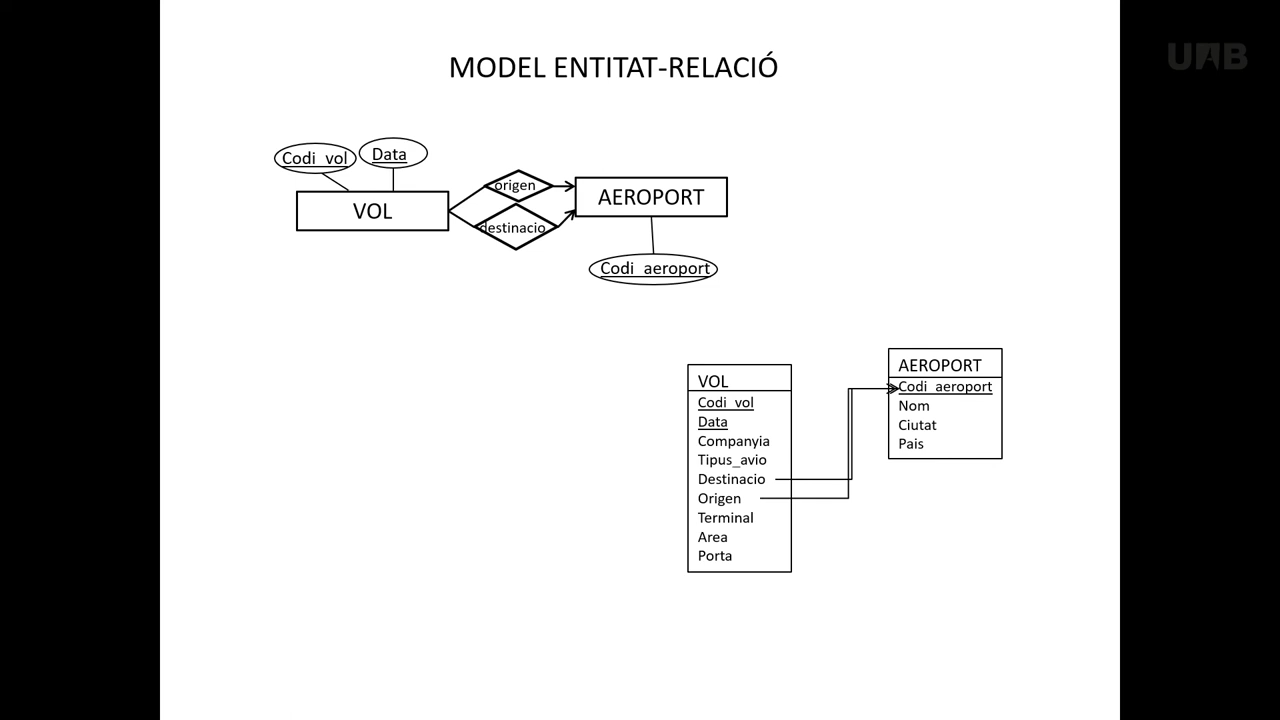 UAB
MODEL ENTITAT-RELACIÓ
Codi_vol
Data
VOL
origen
destinacio
AEROPORT
Codi_aeroport
VOL
Codi_vol
Data
Companyia
Tipus_avio
Destinacio
Origen
Terminal
Area
Porta
AEROPORT
Codi_aeroport
Nom
Ciutat
Pais